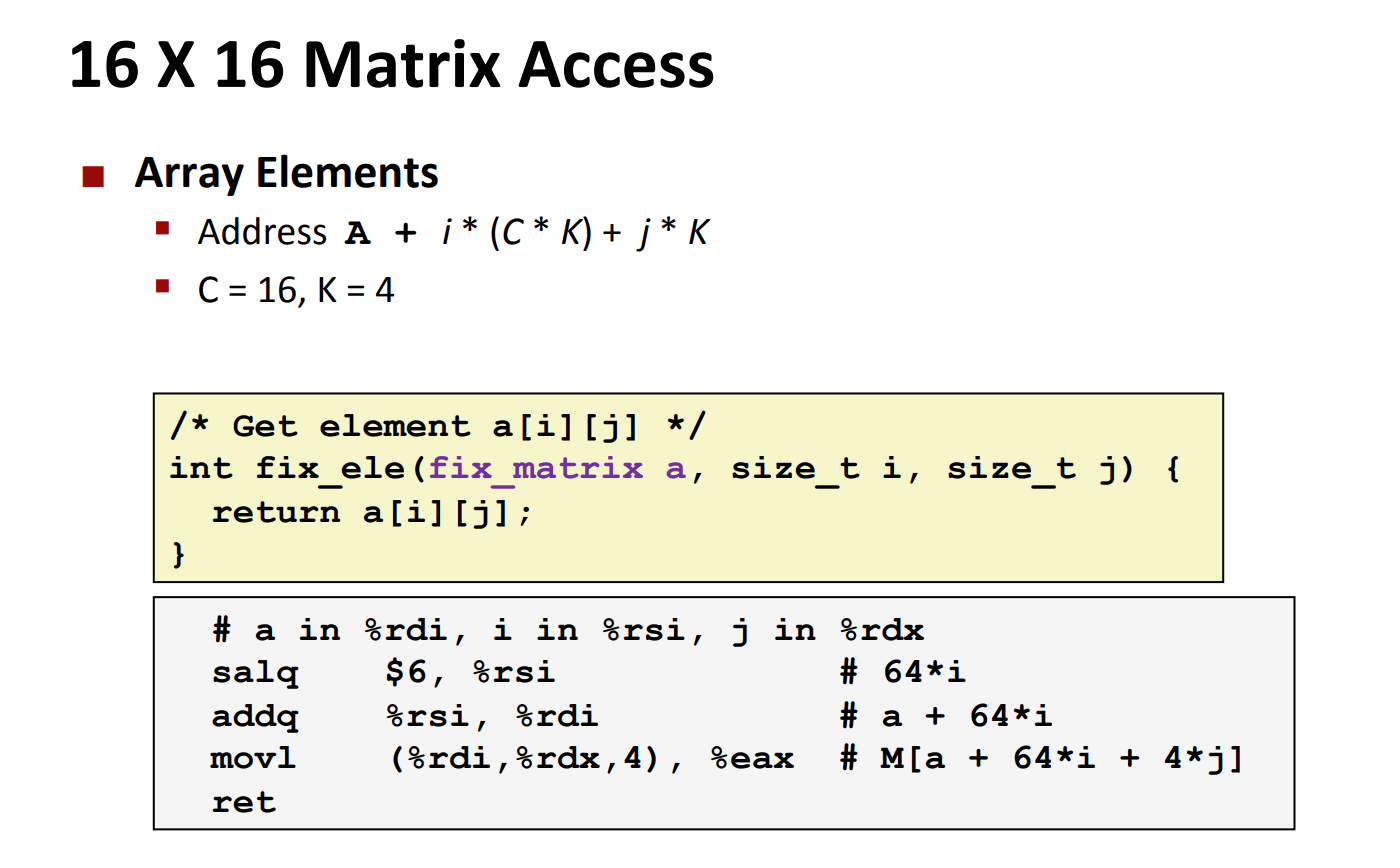 16 X 16 Matrix Access
Array Elements
Address A + i * (C * K) + j * K
C = 16, K = 4
/* Get element a[i][j] */
int fix_ele(fix_matrix a, size_t i, size_t j) {
  return a[i][j];
}
# a in %rdi, i in %rsi, j in %rdx
salq    $6, %rsi             # 64*i
addq    %rsi, %rdi           # a + 64*i
movl    (%rdi,%rdx,4), %eax  # M[a + 64*i + 4*j]
ret